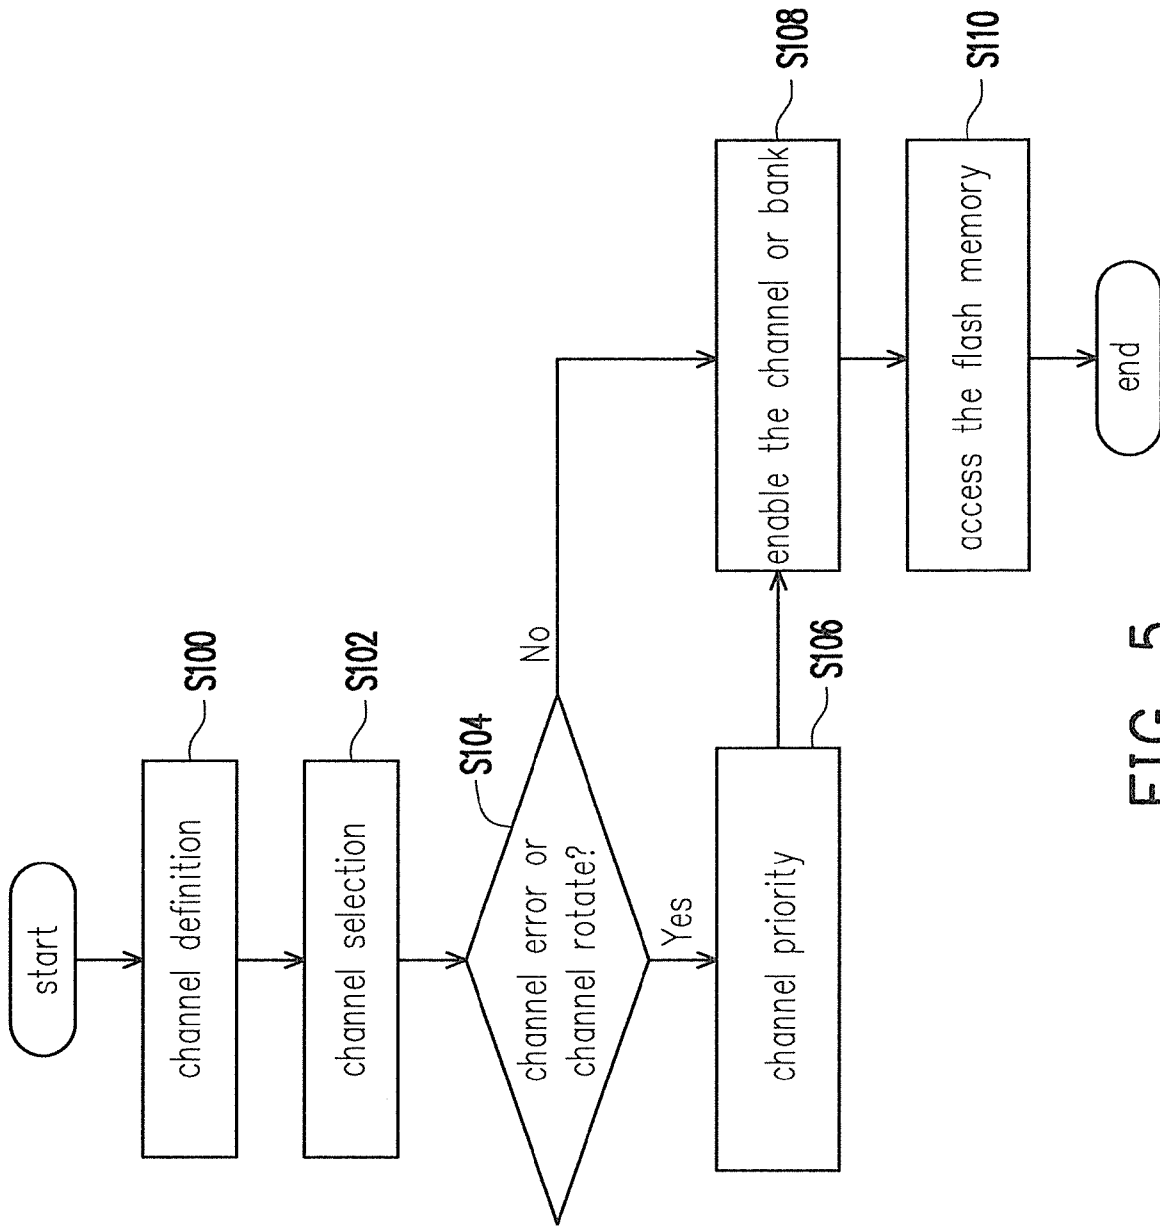 start
channel definition
S100
channel selection
S102
channel error or
channel rotate?
S104
Yes
No
channel priority
S106
enable the channel or bank
S108
access the flash memory
S110
end
FIG. 5